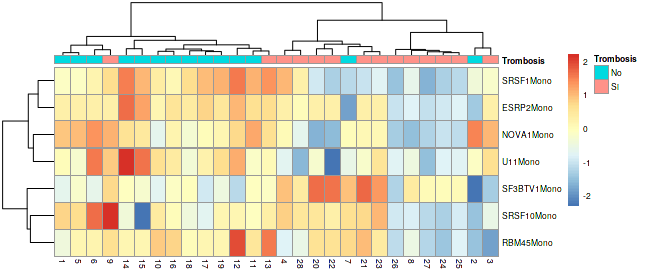 Trombosis
SRSF1Mono
ESRP2Mono
NOVA1Mono
U11Mono
SF3BTV1Mono
SRSF10Mono
RBM45Mono
1 5 6 9 14 15 10 16 18 17 19 12 11 13 4 28 20 22 7 21 23 26 8 27 24 25 2 3
2
1
0
-1
-2
Trombosis
No
SI